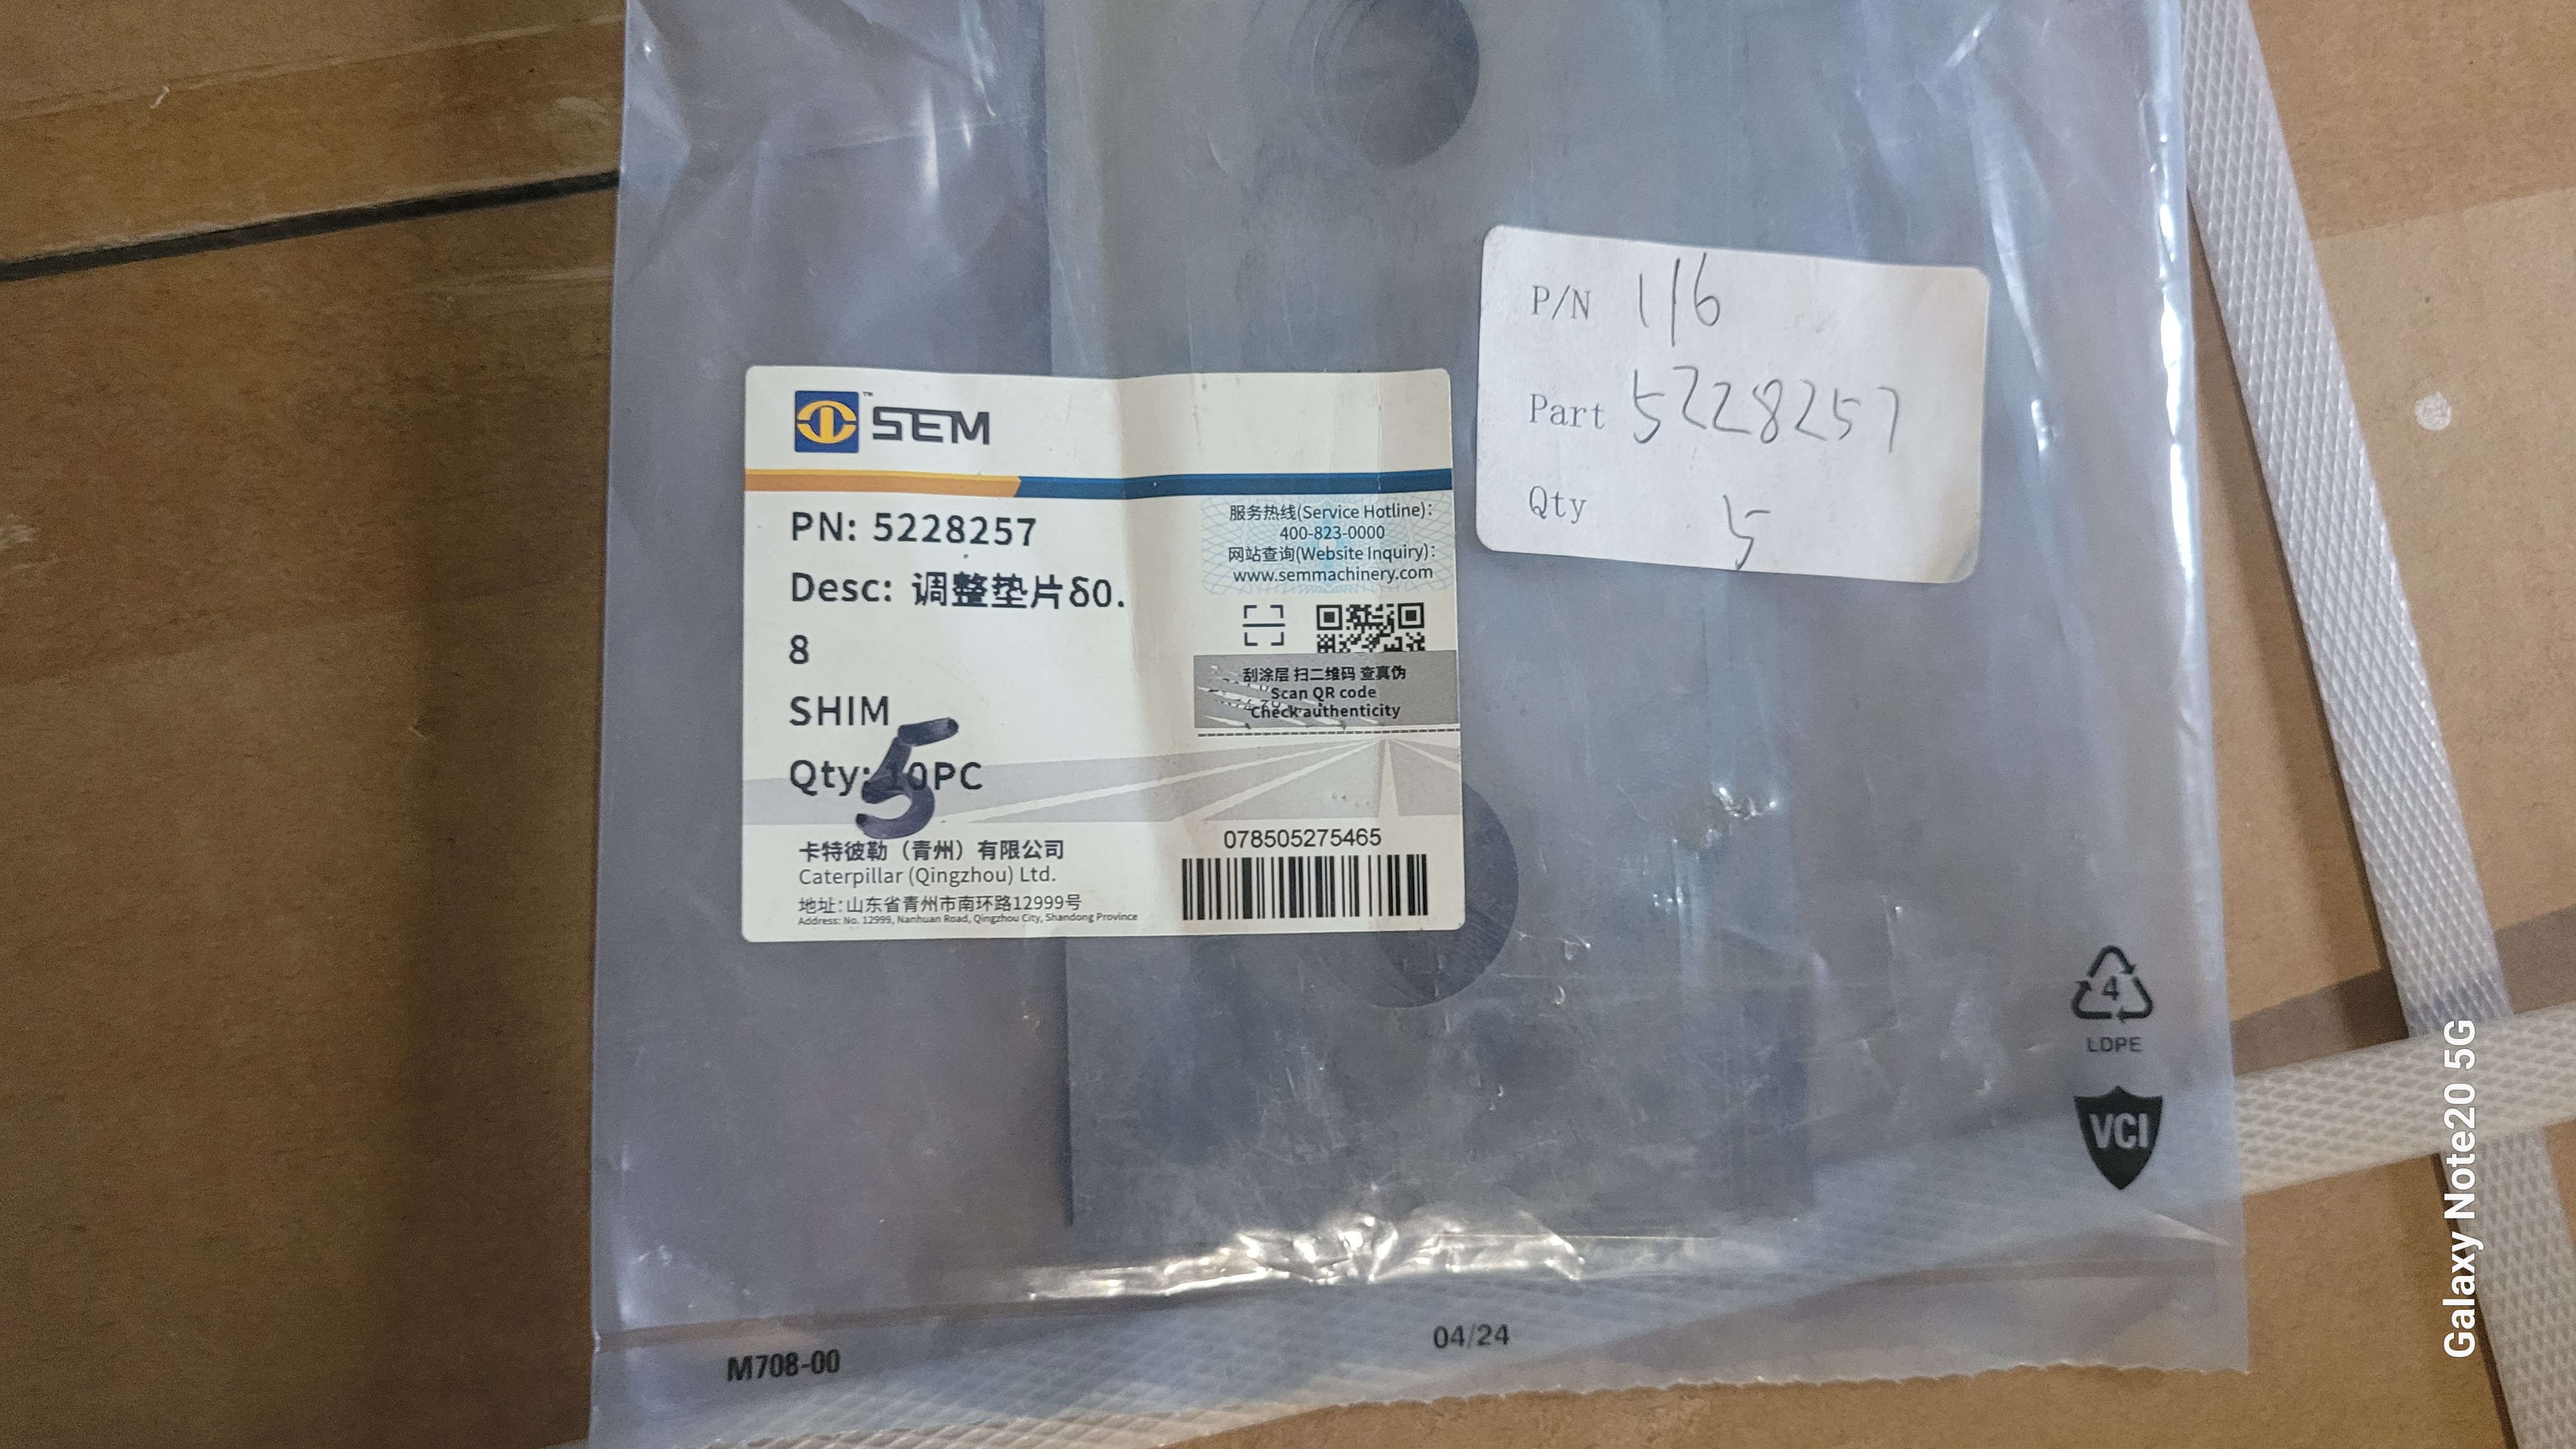 SEM
PN: 5228257
Desc: 调整垫片δ0.
8
SHIM
Qty: 10PC
5
服务热线(Service Hotline):
400-823-0000
网站查询(Website Inquiry):
www.semmachinery.com
刮涂层 扫二维码 查真伪
Scan QR code
Check authenticity
卡特彼勒（青州）有限公司
Caterpillar (Qingzhou) Ltd.
地址:山东省青州市南环路12999号
Address: No. 12999, Nanhuan Road, Qingzhou City, Shandong Province
078505275465
P/N 1/6
Part 5228257
Qty 5
4
LDPE
VCI
M708-00
04/24
Galaxy Note20 5G